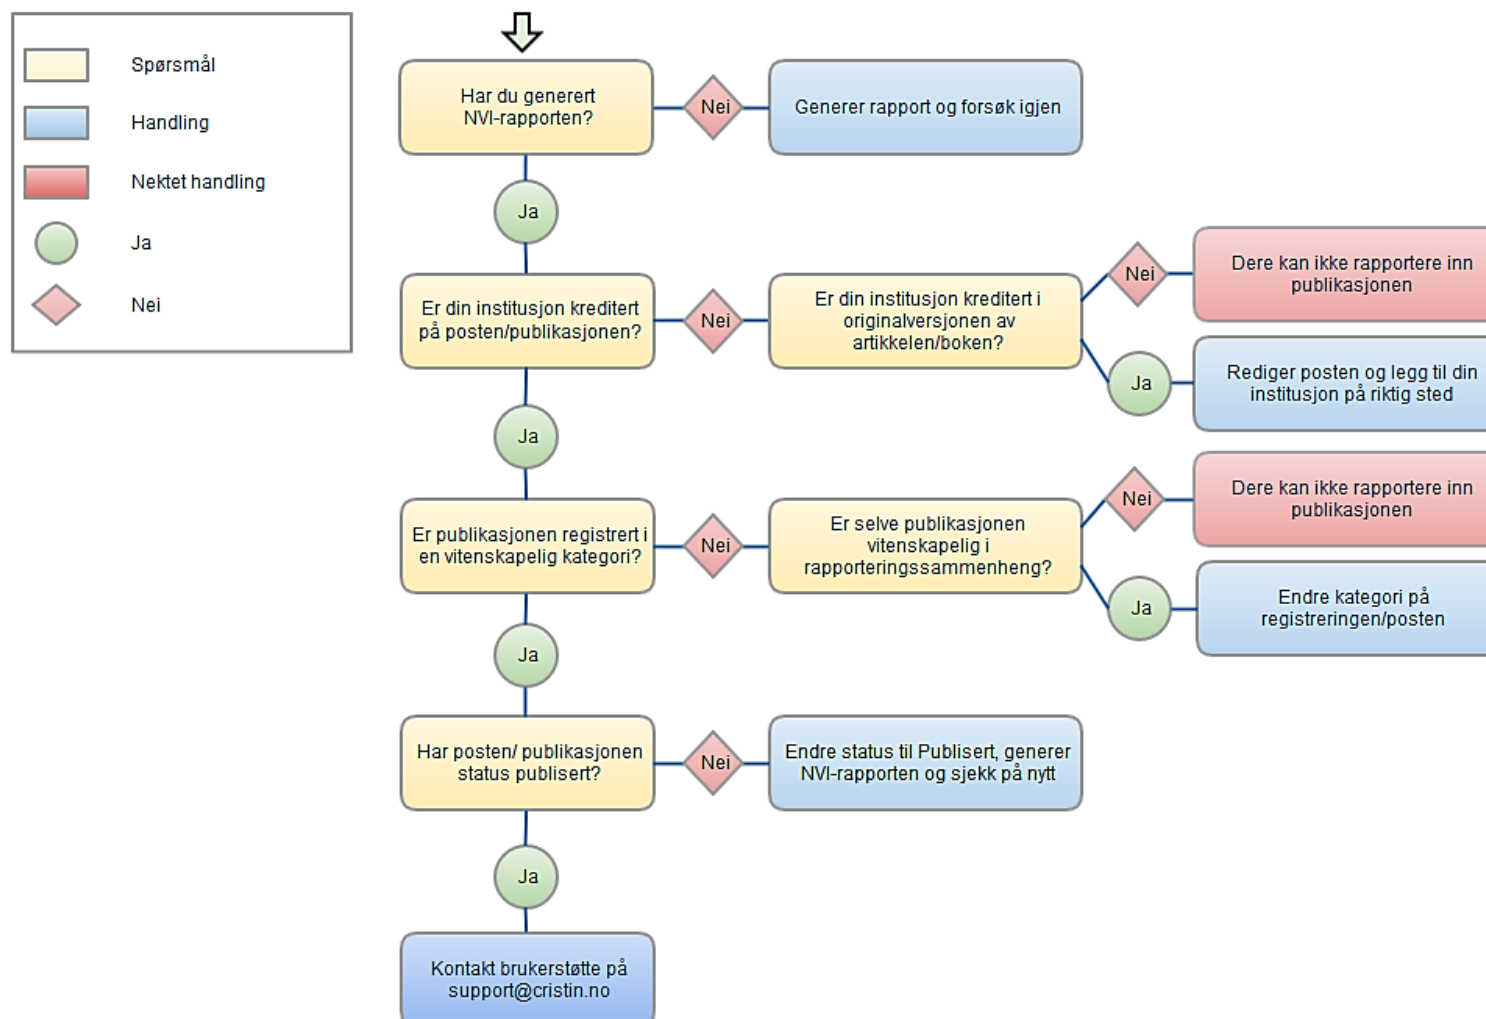 Spørsmål
Handling
Nektet handling
Ja
Nei
Har du generert
NVI-rapporten?
Nei
Generer rapport og forsøk igjen
Ja
Er din institusjon kreditert
på posten/publikasjonen?
Nei
Er din institusjon kreditert i
originalversjonen av
artikkelen/boken?
Nei
Dere kan ikke rapportere inn
publikasjonen
Ja
Rediger posten og legg til din
institusjon på riktig sted
Ja
Er publikasjonen registrert i
en vitenskapelig kategori?
Nei
Er selve publikasjonen
vitenskapelig i
rapporteringssammenheng?
Nei
Dere kan ikke rapportere inn
publikasjonen
Ja
Endre kategori på
registreringen/posten
Ja
Har posten/ publikasjonen
status publisert?
Nei
Endre status til Publisert, generer
NVI-rapporten og sjekk på nytt
Ja
Kontakt brukerstøtte på
support@cristin.no